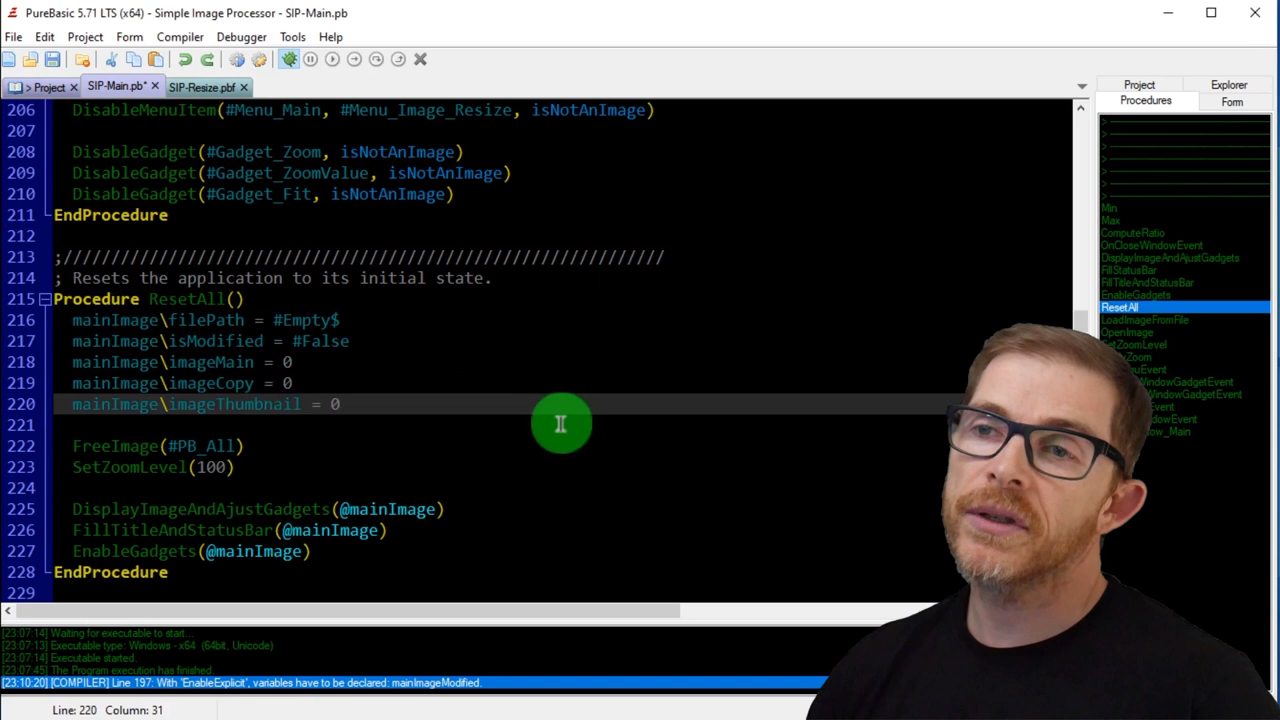 PureBasic 5.71 LTS (x64) - Simple Image Processor - SIP-Main.pb
File Edit Project Form Compiler Debugger Tools Help
> Project SIP-Main.pb* SIP-Resize.pbf
Project Explorer
Procedures Form
206 DisableMenuItem(#Menu_Main, #Menu_Image_Resize, isNotAnImage)
207
208 DisableGadget(#Gadget_Zoom, isNotAnImage)
209 DisableGadget(#Gadget_ZoomValue, isNotAnImage)
210 DisableGadget(#Gadget_Fit, isNotAnImage)
211 EndProcedure
212
213 ;////////////////////////////////////////////////////////////////
214 ; Resets the application to its initial state.
215 Procedure ResetAll()
216 mainImage\filePath = #Empty$
217 mainImage\isModified = #False
218 mainImage\imageMain = 0
219 mainImage\imageCopy = 0
220 mainImage\imageThumbnail = 0
221
222 FreeImage(#PB_All)
223 SetZoomLevel(100)
224
225 DisplayImageAndAjustGadgets(@mainImage)
226 FillTitleAndStatusBar(@mainImage)
227 EnableGadgets(@mainImage)
228 EndProcedure
229
Min
Max
ComputeRatio
OnCloseWindowEvent
DisplayImageAndAjustGadgets
FillStatusBar
FillTitleAndStatusBar
EnableGadgets
ResetAll
LoadImageFromFile
OpenImage
SetZoomLevel
[23:07:14] Waiting for executable to start...
[23:07:13] Executable type: Windows - x64 (64bit, Unicode)
[23:07:14] Executable started.
[23:07:45] The Program execution has finished.
[23:10:20] [COMPILER] Line 197: With 'EnableExplicit', variables have to be declared: mainImageModified.
Line: 220 Column: 31